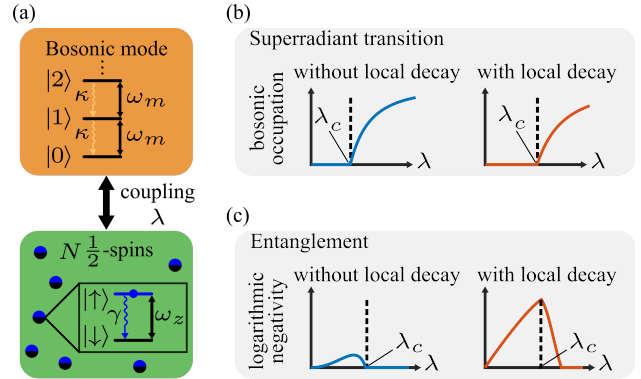 (a)
Bosonic mode
⋮
|2⟩
κ
ω_m
|1⟩
κ
ω_m
|0⟩
coupling
λ
N ½-spins
|↑⟩
γ
ω_z
|↓⟩
(b)
Superradiant transition
without local decay
with local decay
bosonic
occupation
λ_c
λ
λ_c
λ
(c)
Entanglement
without local decay
with local decay
logarithmic
negativity
λ_c
λ
λ_c
λ